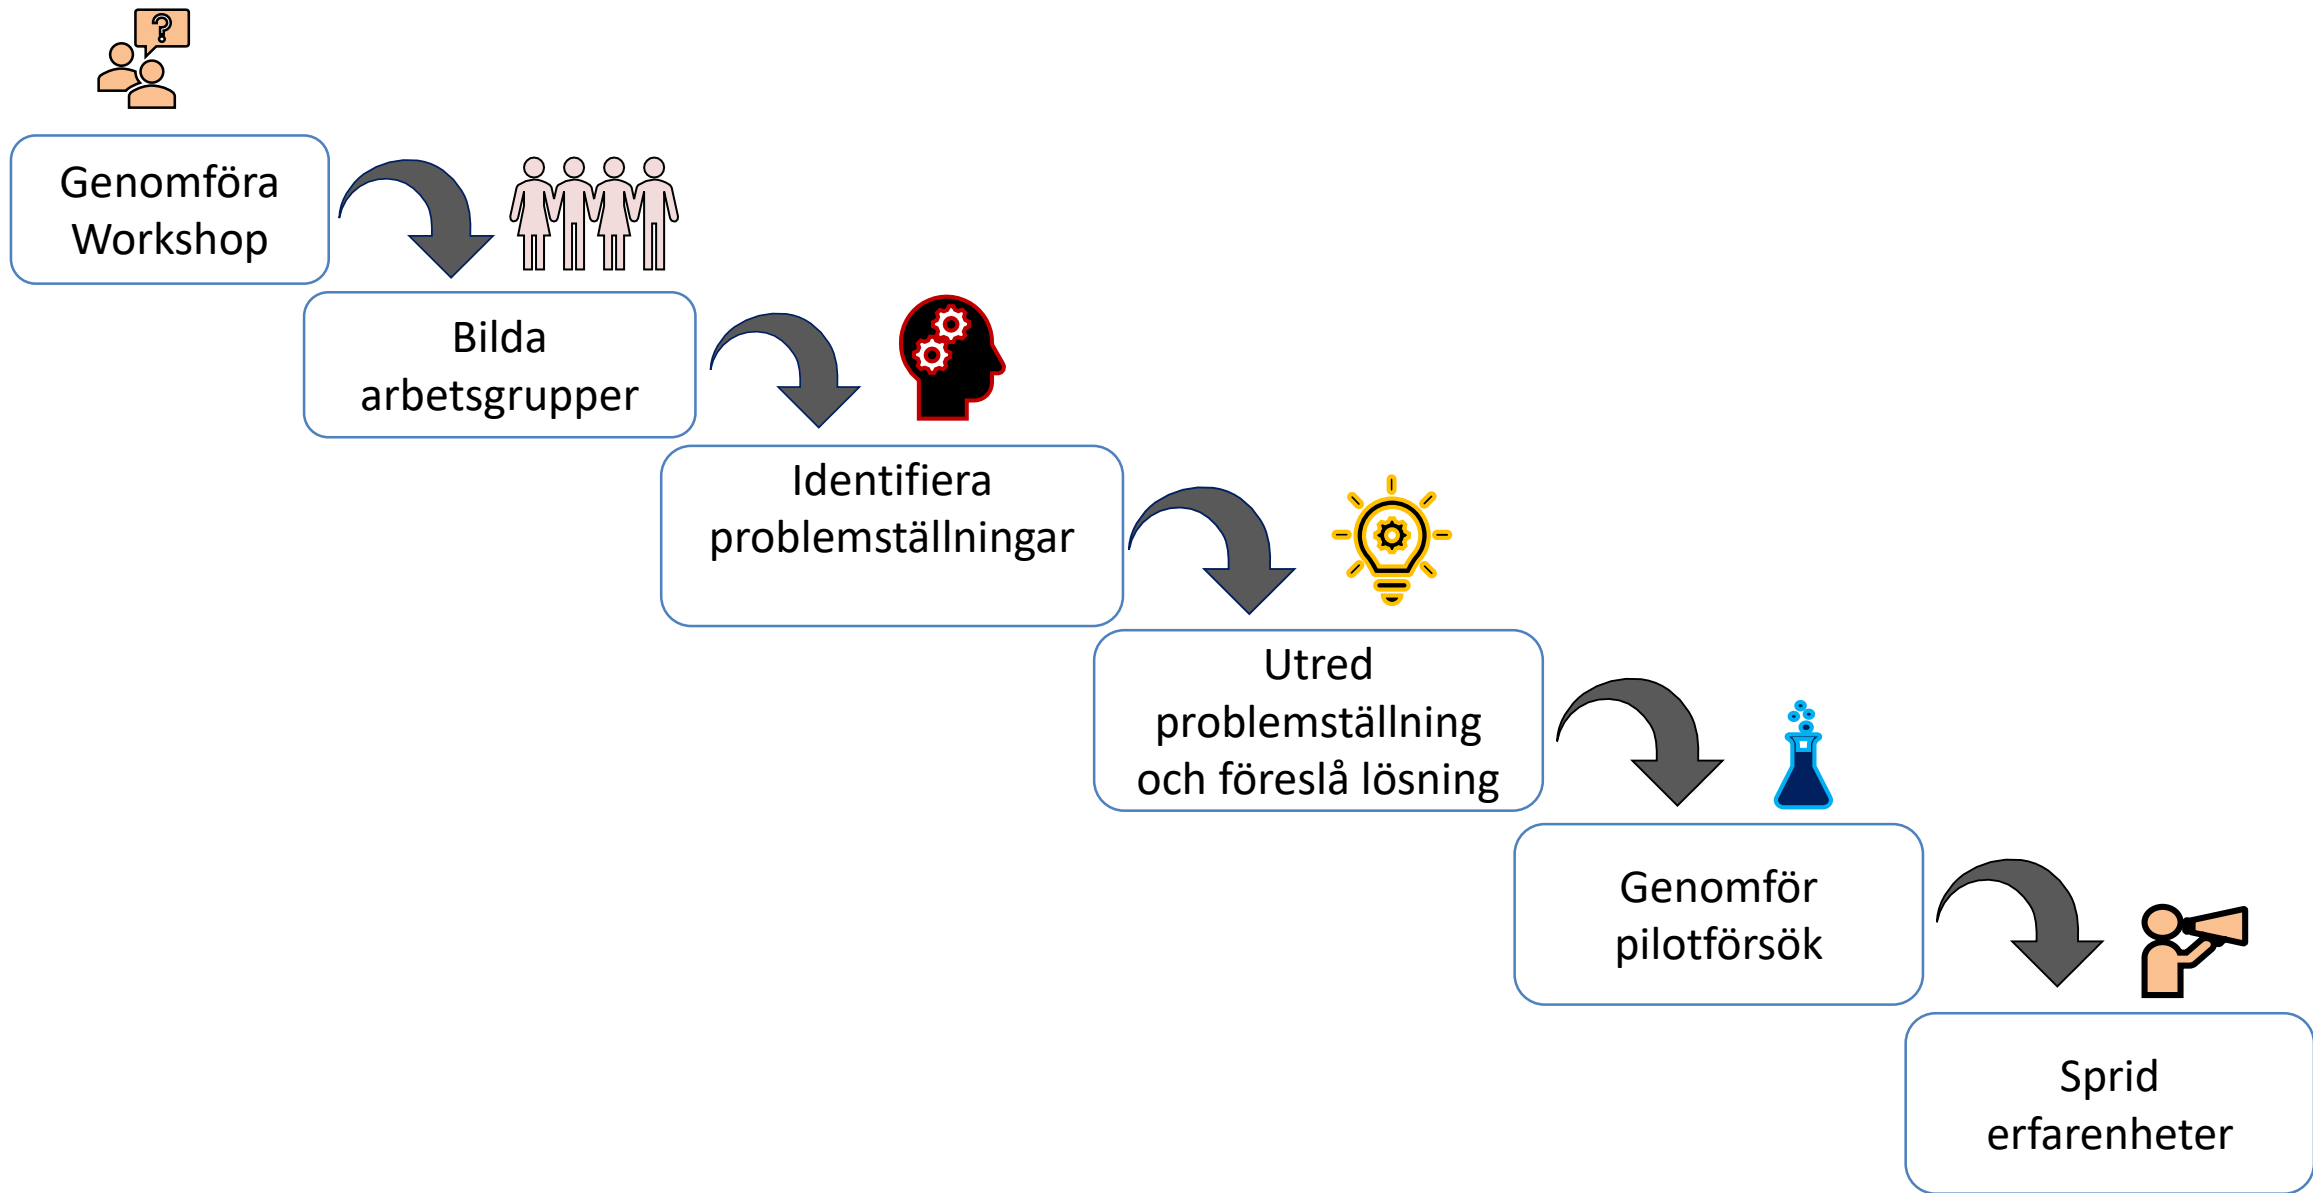 ?
Genomföra
Workshop
Bilda
arbetsgrupper
Identifiera
problemställningar
Utred
problemställning
och föreslå lösning
Genomför
pilotförsök
Sprid
erfarenheter